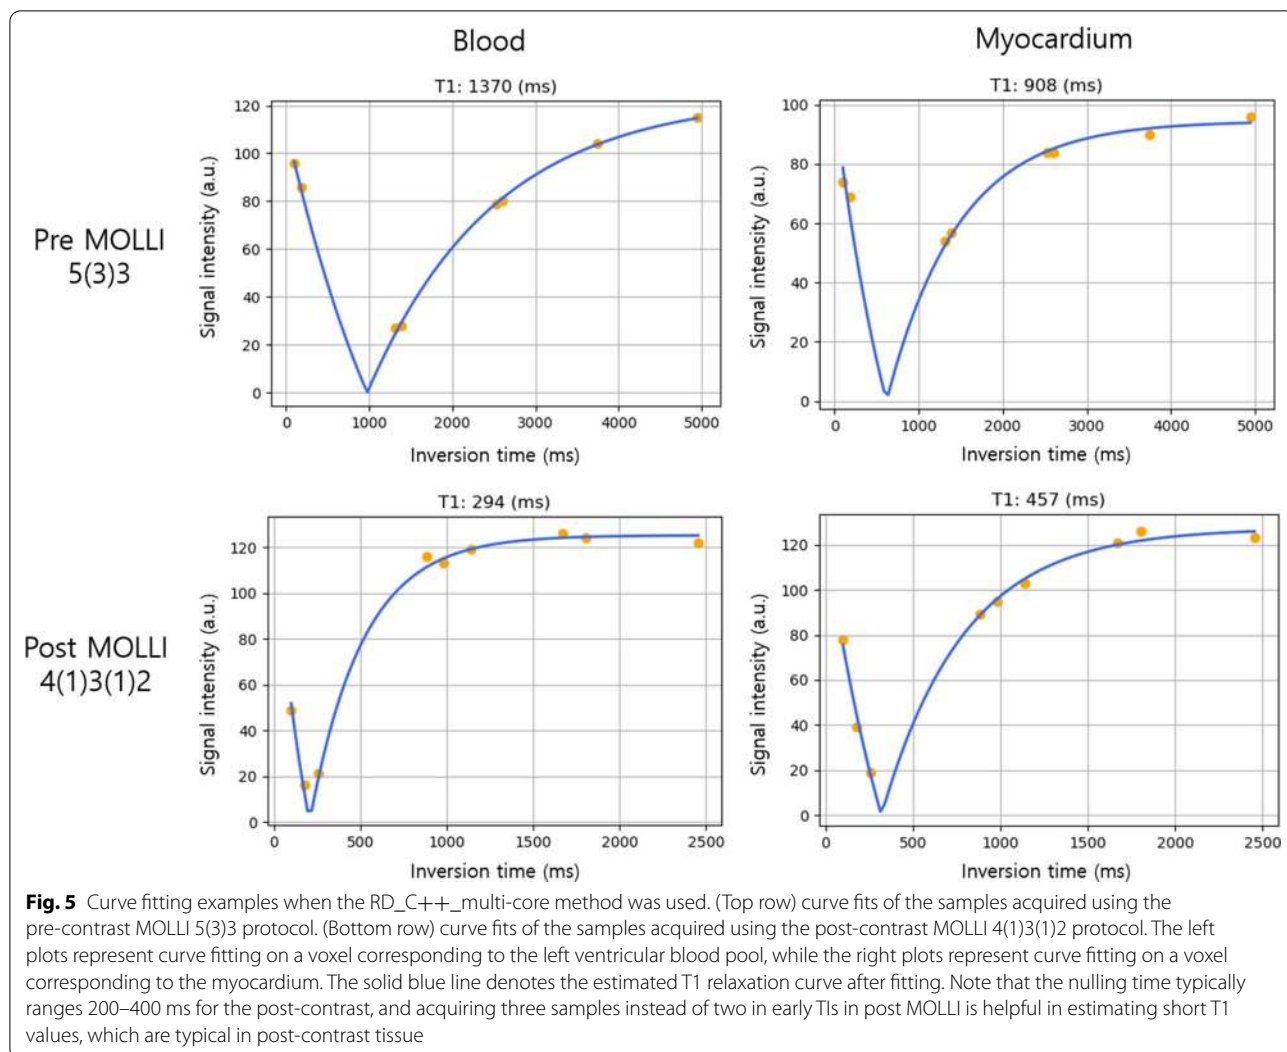 Blood
Myocardium
Pre MOLLI
5(3)3
T1: 1370 (ms)
120
100
80
60
40
20
0
Signal intensity (a.u.)
0 1000 2000 3000 4000 5000
Inversion time (ms)
T1: 908 (ms)
100
80
60
40
20
0
Signal intensity (a.u.)
0 1000 2000 3000 4000 5000
Inversion time (ms)
Post MOLLI
4(1)3(1)2
T1: 294 (ms)
120
100
80
60
40
20
0
Signal intensity (a.u.)
0 500 1000 1500 2000 2500
Inversion time (ms)
T1: 457 (ms)
120
100
80
60
40
20
0
Signal intensity (a.u.)
0 500 1000 1500 2000 2500
Inversion time (ms)
Fig. 5 Curve fitting examples when the RD_C++_multi-core method was used. (Top row) curve fits of the samples acquired using the
pre-contrast MOLLI 5(3)3 protocol. (Bottom row) curve fits of the samples acquired using the post-contrast MOLLI 4(1)3(1)2 protocol. The left
plots represent curve fitting on a voxel corresponding to the left ventricular blood pool, while the right plots represent curve fitting on a voxel
corresponding to the myocardium. The solid blue line denotes the estimated T1 relaxation curve after fitting. Note that the nulling time typically
ranges 200–400 ms for the post-contrast, and acquiring three samples instead of two in early TIs in post MOLLI is helpful in estimating short T1
values, which are typical in post-contrast tissue